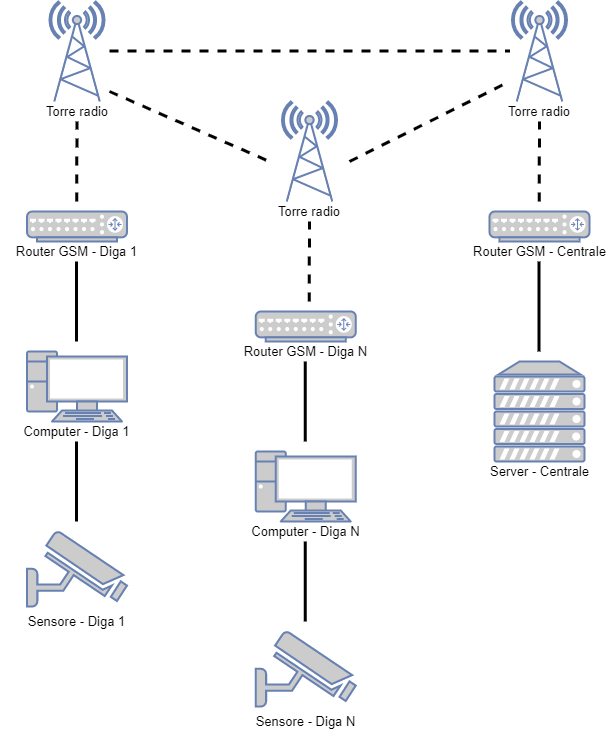 Torre radio
Torre radio
Torre radio
Router GSM - Diga 1
Router GSM - Centrale
Router GSM - Diga N
Computer - Diga 1
Server - Centrale
Computer - Diga N
Sensore - Diga 1
Sensore - Diga N